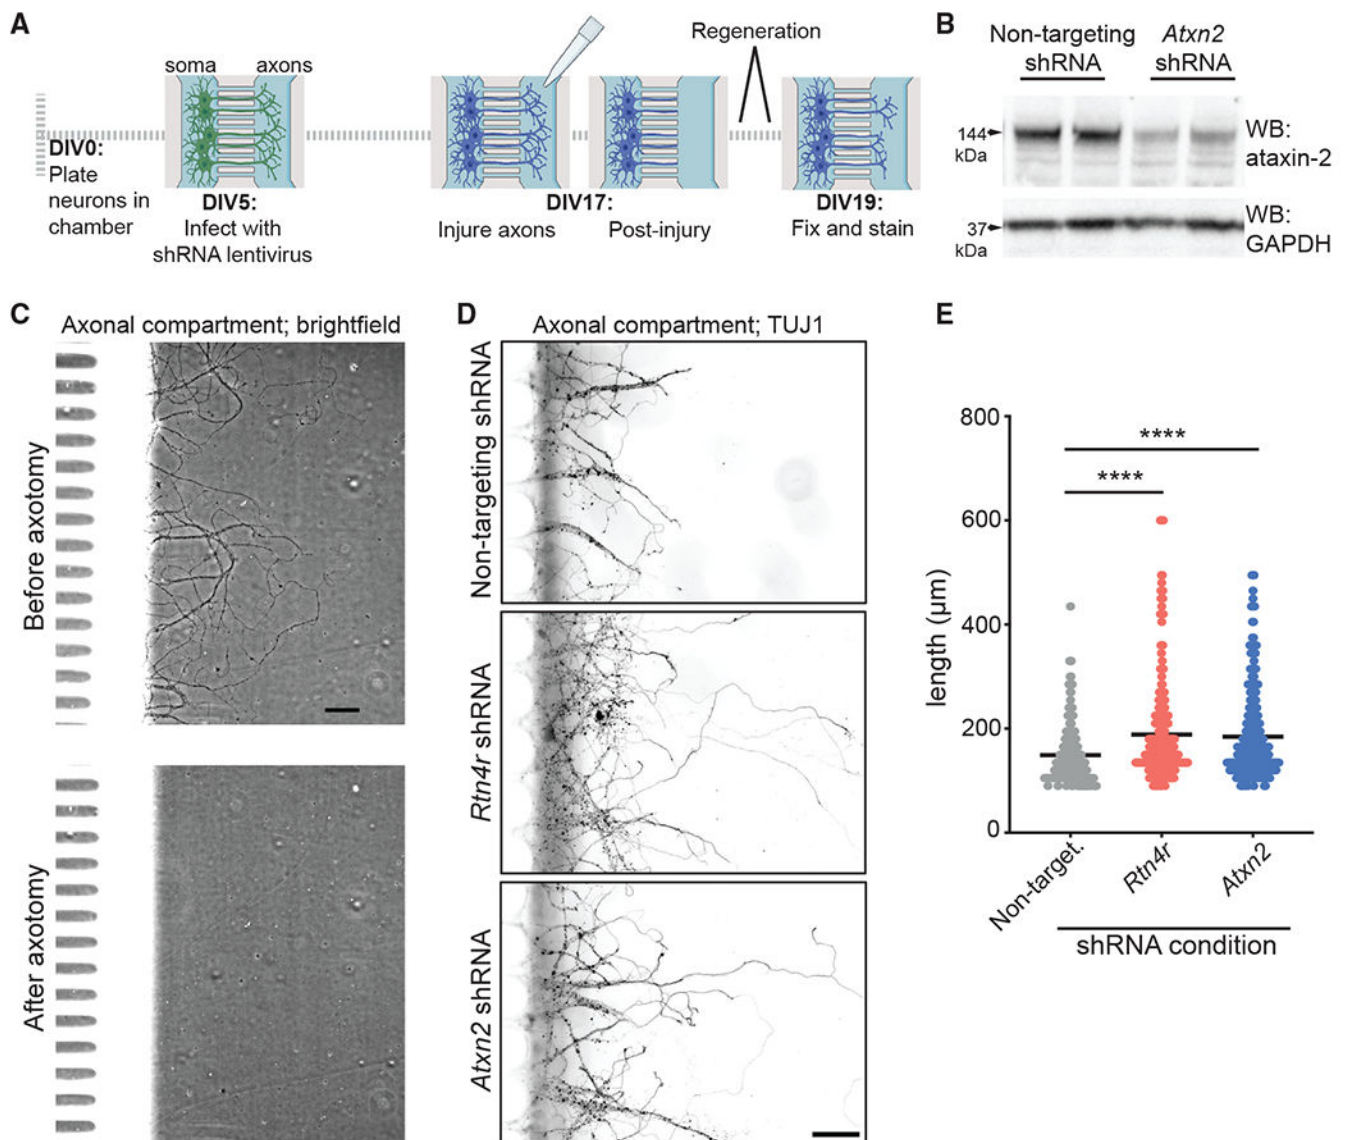 A
soma
axons
Regeneration
DIV0:
Plate
neurons in
chamber
DIV5:
Infect with
shRNA lentivirus
DIV17:
Injure axons
Post-injury
DIV19:
Fix and stain
B
Non-targeting
shRNA
Atxn2
shRNA
144
kDa
WB:
ataxin-2
37
kDa
WB:
GAPDH
C
Axonal compartment; brightfield
Before axotomy
After axotomy
D
Axonal compartment; TUJ1
Non-targeting shRNA
Rtn4r shRNA
Atxn2 shRNA
E
800
600
400
200
0
length (µm)
****
****
Non-target.
Rtn4r
Atxn2
shRNA condition